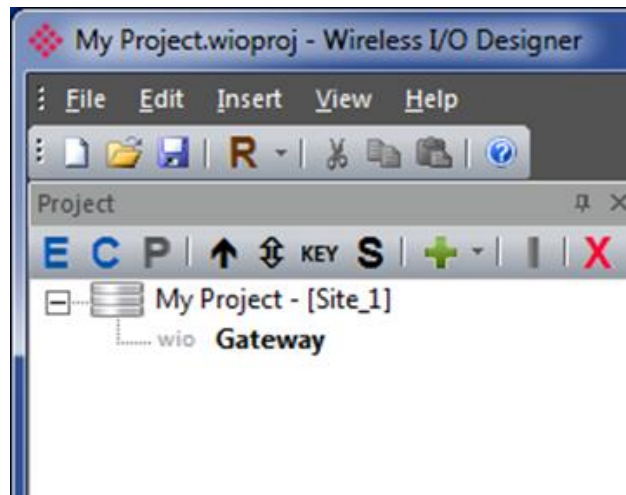 My Project.wioproj - Wireless I/O Designer
File Edit Insert View Help
R
Project
E C P KEY S X
My Project - [Site_1]
wio Gateway